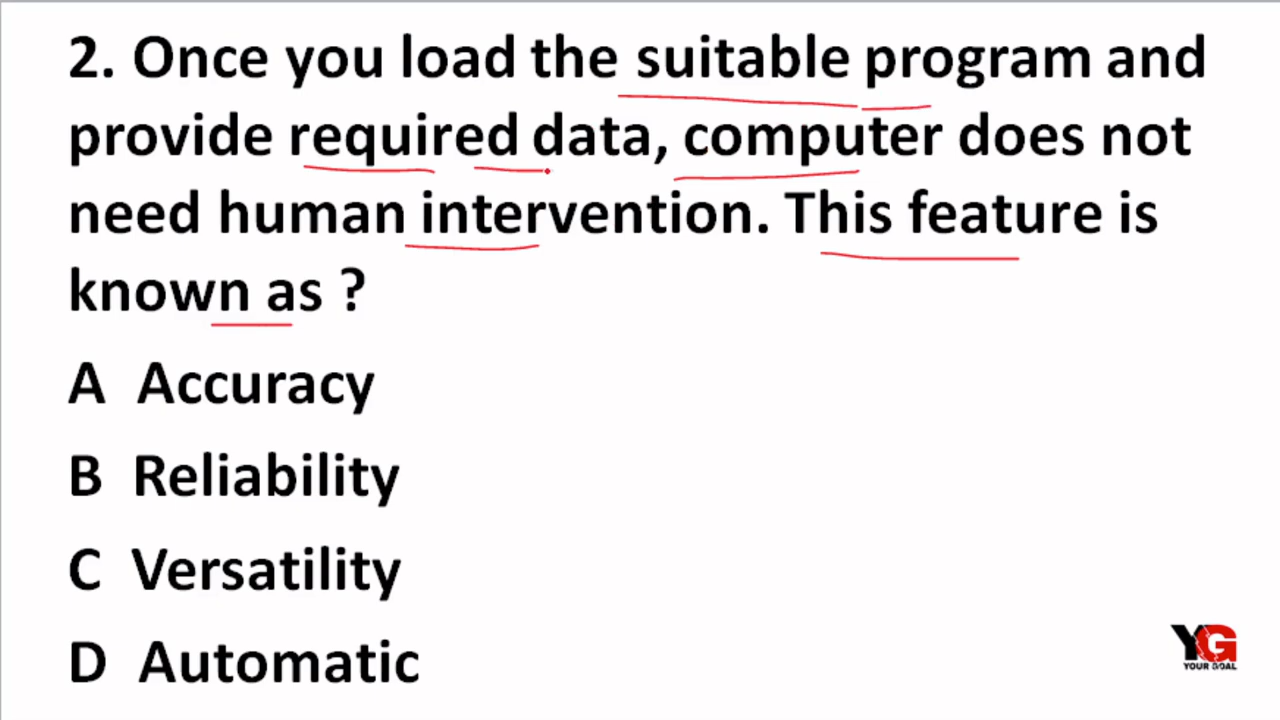 2. Once you load the suitable program and
provide required data, computer does not
need human intervention. This feature is
known as ?
A Accuracy
B Reliability
C Versatility
D Automatic
YG
YOUR GOAL